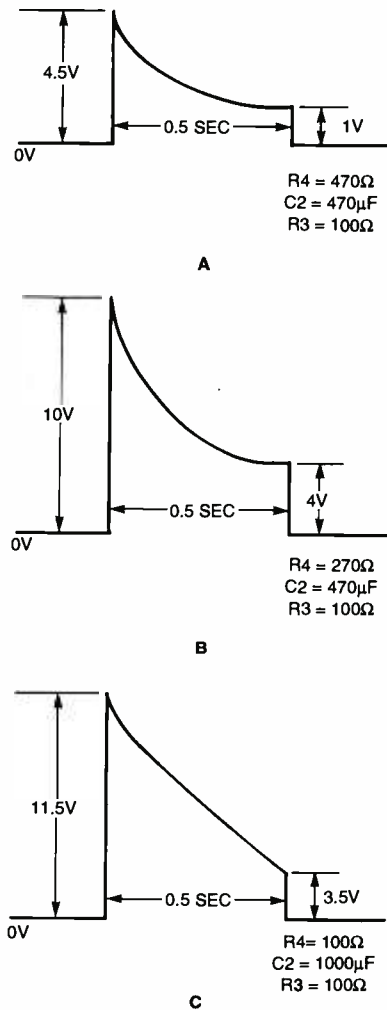 4.5V
0.5 SEC
1V
0V
R4 = 470Ω
C2 = 470µF
R3 = 100Ω
A
10V
0.5 SEC
4V
0V
R4 = 270Ω
C2 = 470µF
R3 = 100Ω
B
11.5V
0.5 SEC
3.5V
0V
R4= 100Ω
C2 = 1000µF
R3 = 100Ω
C